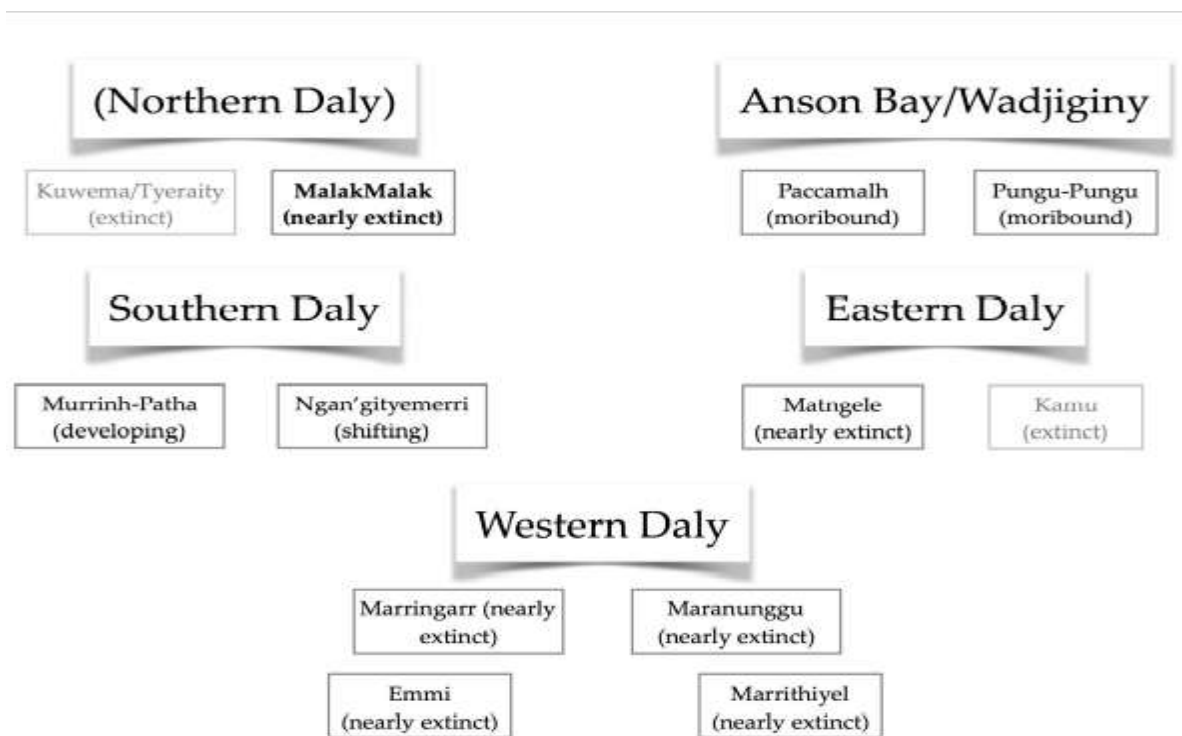 (Northern Daly)
Anson Bay/Wadjiginy
Kuwema/Tyeraity
(extinct)
MalakMalak
(nearly extinct)
Paccamalh
(moribound)
Pungu-Pungu
(moribound)
Southern Daly
Eastern Daly
Murrinh-Patha
(developing)
Ngan'gityemerri
(shifting)
Matngele
(nearly extinct)
Kamu
(extinct)
Western Daly
Marringarr (nearly
extinct)
Maranunggu
(nearly extinct)
Emmi
(nearly extinct)
Marrithiyel
(nearly extinct)